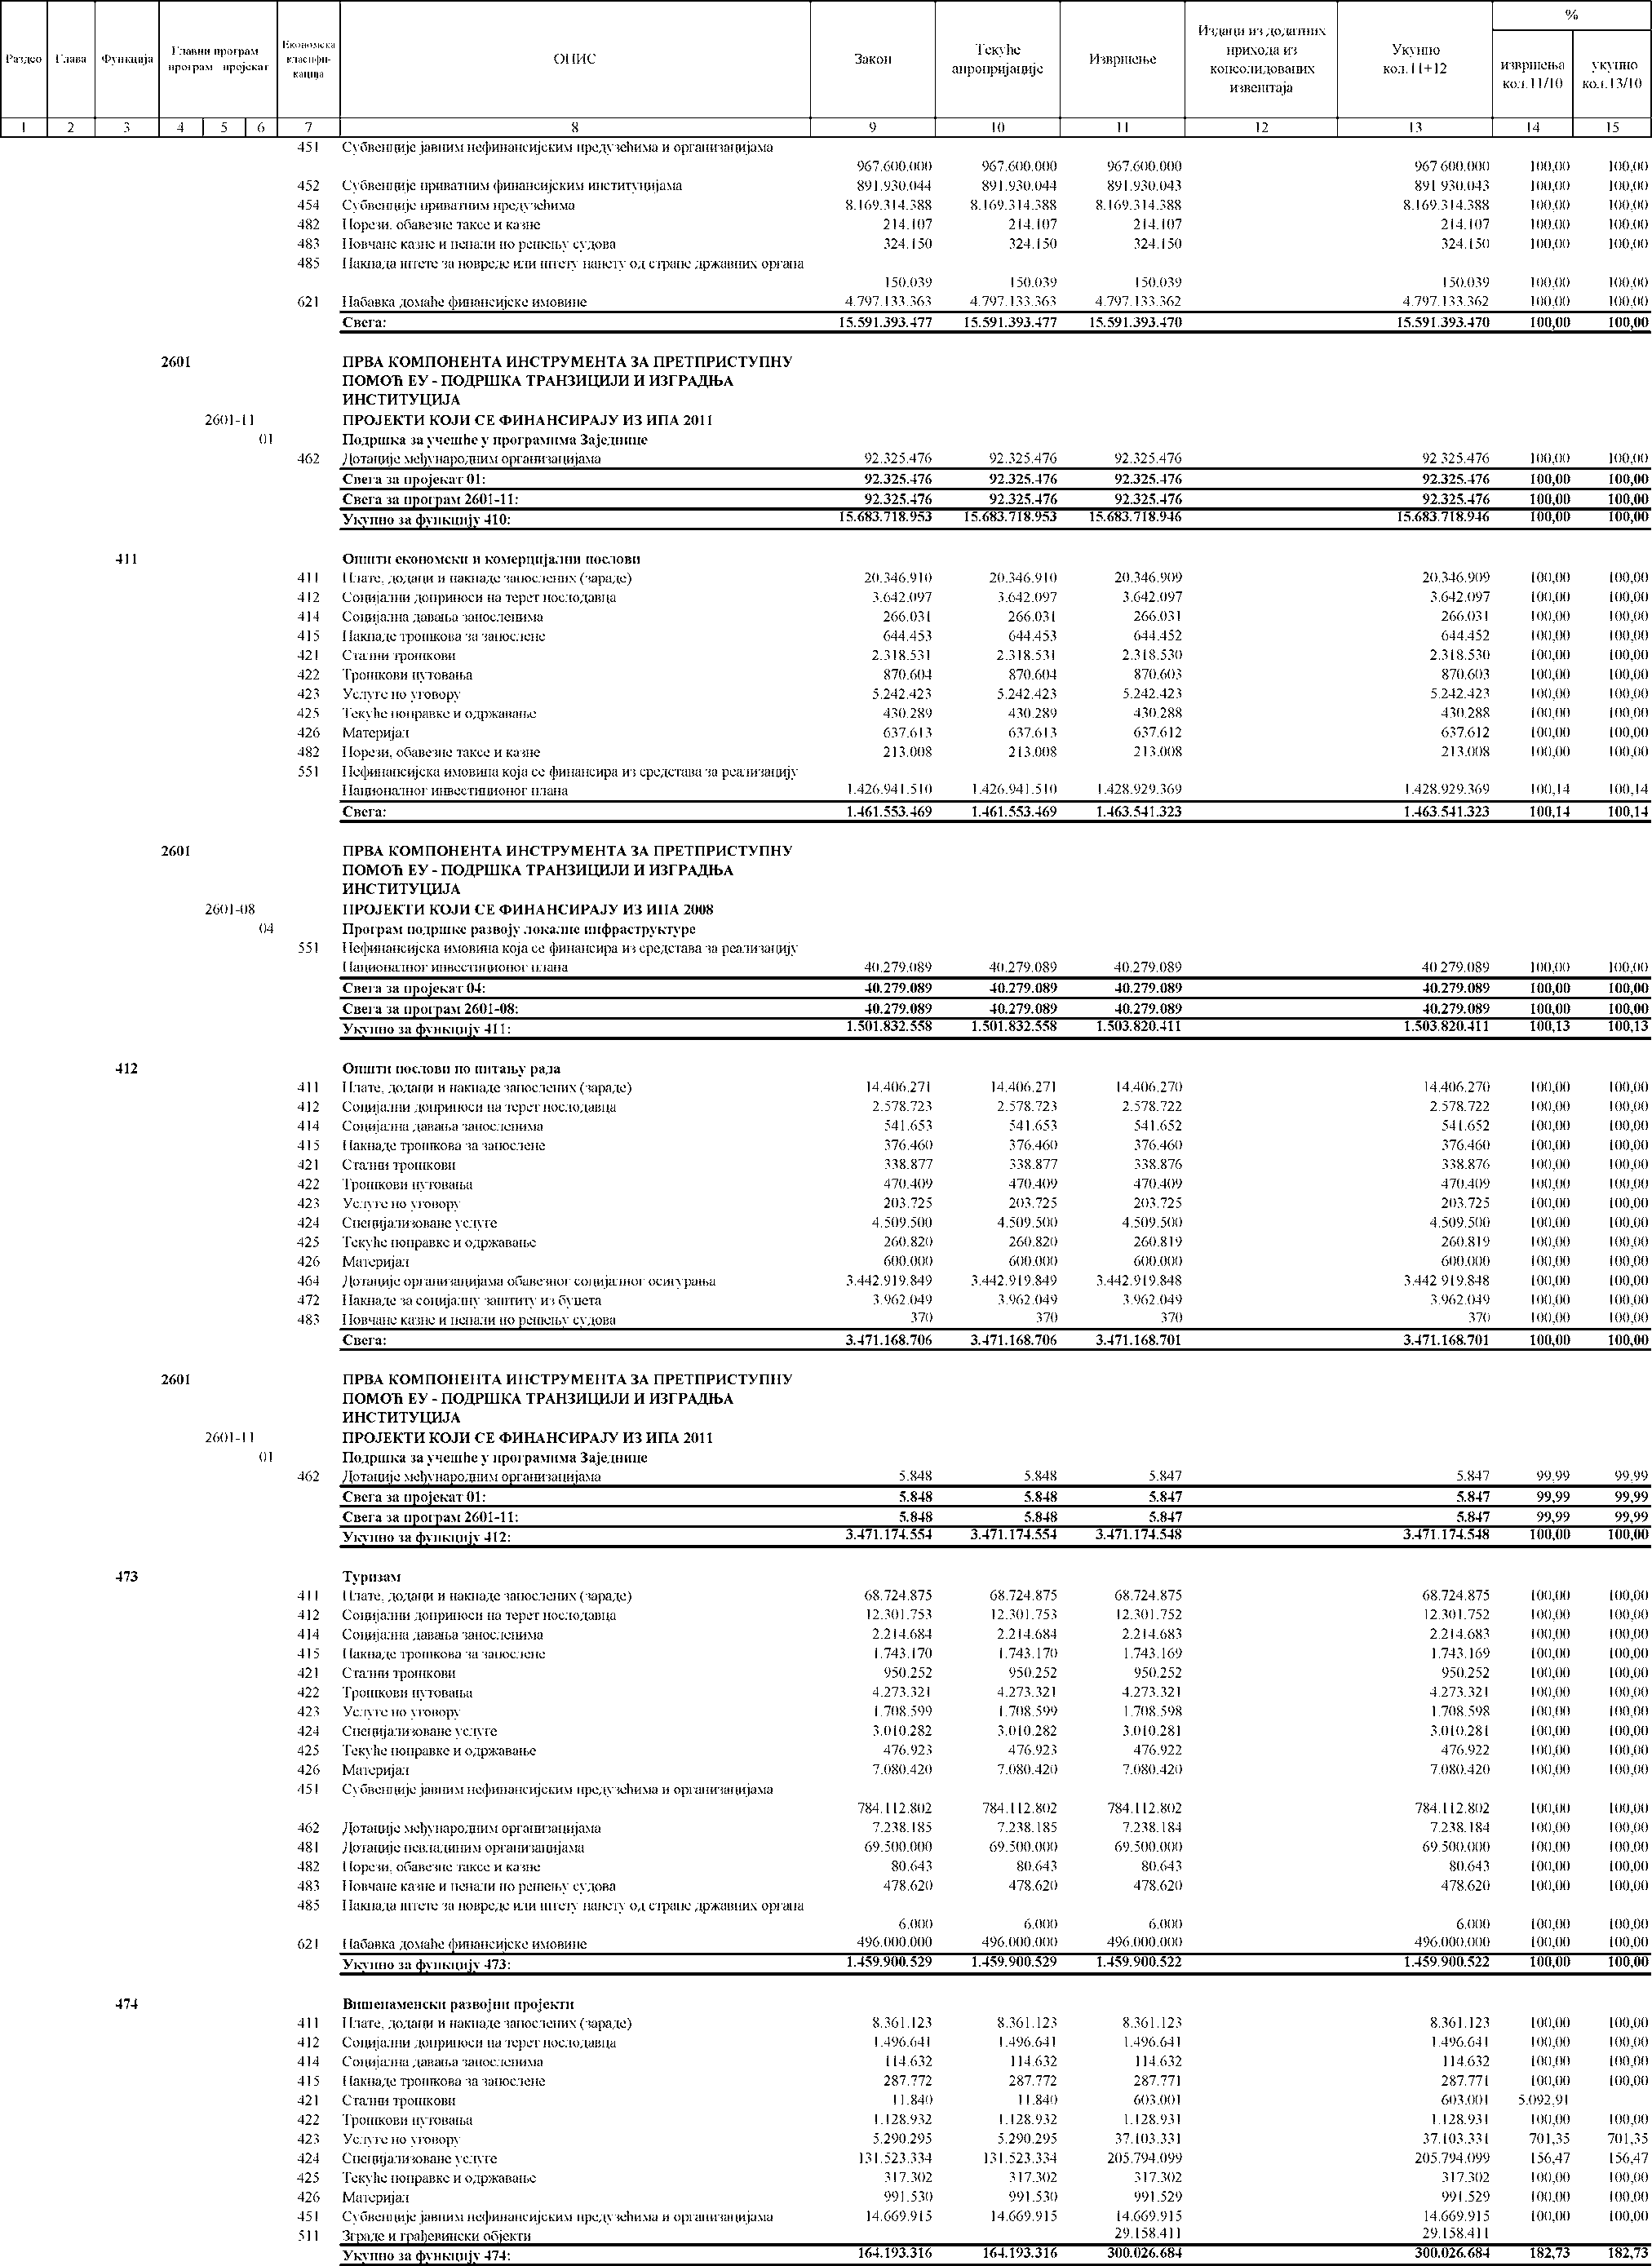 %
Раздео Глава Функција Главни програм програм пројекат Економска класифи-кација ОПИС Закон Текуће апропријације Извршење Издаци из додатних прихода из консолидованих извештаја Укупно кол.11+12 извршења кол.11/10 укупно кол.13/10
1 2 3 4 5 6 7 8 9 10 11 12 13 14 15
451 Субвенције јавним нефинансијским предузећима и организацијама
967.600.000 967.600.000 967.600.000 967.600.000 100,00 100,00
452 Субвенције приватним финансијским институцијама 891.930.044 891.930.044 891.930.043 891.930.043 100,00 100,00
454 Субвенције приватним предузећима 8.169.314.388 8.169.314.388 8.169.314.388 8.169.314.388 100,00 100,00
482 Порези, обавезне таксе и казне 214.107 214.107 214.107 214.107 100,00 100,00
483 Новчане казне и пенали по решењу судова 324.150 324.150 324.150 324.150 100,00 100,00
485 Накнада штете за повреде или штету нанету од стране државних органа
150.039 150.039 150.039 150.039 100,00 100,00
621 Набавка домаће финансијске имовине 4.797.133.363 4.797.133.363 4.797.133.362 4.797.133.362 100,00 100,00
Свега: 15.591.393.477 15.591.393.477 15.591.393.470 15.591.393.470 100,00 100,00
2601 ПРВА КОМПОНЕНТА ИНСТРУМЕНТА ЗА ПРЕТПРИСТУПНУ
ПОМОЋ ЕУ - ПОДРШКА ТРАНЗИЦИЈИ И ИЗГРАДЊА
ИНСТИТУЦИЈА
2601-11 ПРОЈЕКТИ КОЈИ СЕ ФИНАНСИРАЈУ ИЗ ИПА 2011
01 Подршка за учешће у програмима Заједнице
462 Дотације међународним организацијама 92.325.476 92.325.476 92.325.476 92.325.476 100,00 100,00
Свега за пројекат 01: 92.325.476 92.325.476 92.325.476 92.325.476 100,00 100,00
Свега за програм 2601-11: 92.325.476 92.325.476 92.325.476 92.325.476 100,00 100,00
Укупно за функцију 410: 15.683.718.953 15.683.718.953 15.683.718.946 15.683.718.946 100,00 100,00
411 Општи економски и комерцијални послови
411 Плате, додаци и накнаде запослених (зараде) 20.346.910 20.346.910 20.346.909 20.346.909 100,00 100,00
412 Социјални доприноси на терет послодавца 3.642.097 3.642.097 3.642.097 3.642.097 100,00 100,00
414 Социјална давања запосленима 266.031 266.031 266.031 266.031 100,00 100,00
415 Накнаде трошкова за запослене 644.453 644.453 644.452 644.452 100,00 100,00
421 Стални трошкови 2.318.531 2.318.531 2.318.530 2.318.530 100,00 100,00
422 Трошкови путовања 870.604 870.604 870.603 870.603 100,00 100,00
423 Услуге по уговору 5.242.423 5.242.423 5.242.423 5.242.423 100,00 100,00
425 Текуће поправке и одржавање 430.289 430.289 430.288 430.288 100,00 100,00
426 Материјал 637.613 637.613 637.612 637.612 100,00 100,00
482 Порези, обавезне таксе и казне 213.008 213.008 213.008 213.008 100,00 100,00
551 Нефинансијска имовина која се финансира из средстава за реализацију
Националног инвестиционог плана 1.426.941.510 1.426.941.510 1.428.929.369 1.428.929.369 100,14 100,14
Свега: 1.461.553.469 1.461.553.469 1.463.541.323 1.463.541.323 100,14 100,14
2601 ПРВА КОМПОНЕНТА ИНСТРУМЕНТА ЗА ПРЕТПРИСТУПНУ
ПОМОЋ ЕУ - ПОДРШКА ТРАНЗИЦИЈИ И ИЗГРАДЊА
ИНСТИТУЦИЈА
2601-08 ПРОЈЕКТИ КОЈИ СЕ ФИНАНСИРАЈУ ИЗ ИПА 2008
04 Програм подршке развоју локалне инфраструктуре
551 Нефинансијска имовина која се финансира из средстава за реализацију
Националног инвестиционог плана 40.279.089 40.279.089 40.279.089 40.279.089 100,00 100,00
Свега за пројекат 04: 40.279.089 40.279.089 40.279.089 40.279.089 100,00 100,00
Свега за програм 2601-08: 40.279.089 40.279.089 40.279.089 40.279.089 100,00 100,00
Укупно за функцију 411: 1.501.832.558 1.501.832.558 1.503.820.411 1.503.820.411 100,13 100,13
412 Општи послови по питању рада
411 Плате, додаци и накнаде запослених (зараде) 14.406.271 14.406.271 14.406.270 14.406.270 100,00 100,00
412 Социјални доприноси на терет послодавца 2.578.723 2.578.723 2.578.722 2.578.722 100,00 100,00
414 Социјална давања запосленима 541.653 541.653 541.652 541.652 100,00 100,00
415 Накнаде трошкова за запослене 376.460 376.460 376.460 376.460 100,00 100,00
421 Стални трошкови 338.877 338.877 338.876 338.876 100,00 100,00
422 Трошкови путовања 470.409 470.409 470.409 470.409 100,00 100,00
423 Услуге по уговору 203.725 203.725 203.725 203.725 100,00 100,00
424 Специјализоване услуге 4.509.500 4.509.500 4.509.500 4.509.500 100,00 100,00
425 Текуће поправке и одржавање 260.820 260.820 260.819 260.819 100,00 100,00
426 Материјал 600.000 600.000 600.000 600.000 100,00 100,00
464 Дотације организацијама обавезног социјалног осигурања 3.442.919.849 3.442.919.849 3.442.919.848 3.442.919.848 100,00 100,00
472 Накнаде за социјалну заштиту из буџета 3.962.049 3.962.049 3.962.049 3.962.049 100,00 100,00
483 Новчане казне и пенали по решењу судова 370 370 370 370 100,00 100,00
Свега: 3.471.168.706 3.471.168.706 3.471.168.701 3.471.168.701 100,00 100,00
2601 ПРВА КОМПОНЕНТА ИНСТРУМЕНТА ЗА ПРЕТПРИСТУПНУ
ПОМОЋ ЕУ - ПОДРШКА ТРАНЗИЦИЈИ И ИЗГРАДЊА
ИНСТИТУЦИЈА
2601-11 ПРОЈЕКТИ КОЈИ СЕ ФИНАНСИРАЈУ ИЗ ИПА 2011
01 Подршка за учешће у програмима Заједнице
462 Дотације међународним организацијама 5.848 5.848 5.847 5.847 99,99 99,99
Свега за пројекат 01: 5.848 5.848 5.847 5.847 99,99 99,99
Свега за програм 2601-11: 5.848 5.848 5.847 5.847 99,99 99,99
Укупно за функцију 412: 3.471.174.554 3.471.174.554 3.471.174.548 3.471.174.548 100,00 100,00
473 Туризам
411 Плате, додаци и накнаде запослених (зараде) 68.724.875 68.724.875 68.724.875 68.724.875 100,00 100,00
412 Социјални доприноси на терет послодавца 12.301.753 12.301.753 12.301.752 12.301.752 100,00 100,00
414 Социјална давања запосленима 2.214.684 2.214.684 2.214.683 2.214.683 100,00 100,00
415 Накнаде трошкова за запослене 1.743.170 1.743.170 1.743.169 1.743.169 100,00 100,00
421 Стални трошкови 950.252 950.252 950.252 950.252 100,00 100,00
422 Трошкови путовања 4.273.321 4.273.321 4.273.321 4.273.321 100,00 100,00
423 Услуге по уговору 1.708.599 1.708.599 1.708.598 1.708.598 100,00 100,00
424 Специјализоване услуге 3.010.282 3.010.282 3.010.281 3.010.281 100,00 100,00
425 Текуће поправке и одржавање 476.923 476.923 476.922 476.922 100,00 100,00
426 Материјал 7.080.420 7.080.420 7.080.420 7.080.420 100,00 100,00
451 Субвенције јавним нефинансијским предузећима и организацијама
784.112.802 784.112.802 784.112.802 784.112.802 100,00 100,00
462 Дотације међународним организацијама 7.238.185 7.238.185 7.238.184 7.238.184 100,00 100,00
481 Дотације невладиним организацијама 69.500.000 69.500.000 69.500.000 69.500.000 100,00 100,00
482 Порези, обавезне таксе и казне 80.643 80.643 80.643 80.643 100,00 100,00
483 Новчане казне и пенали по решењу судова 478.620 478.620 478.620 478.620 100,00 100,00
485 Накнада штете за повреде или штету нанету од стране државних органа
6.000 6.000 6.000 6.000 100,00 100,00
621 Набавка домаће финансијске имовине 496.000.000 496.000.000 496.000.000 496.000.000 100,00 100,00
Укупно за функцију 473: 1.459.900.529 1.459.900.529 1.459.900.522 1.459.900.522 100,00 100,00
474 Вишенаменски развојни пројекти
411 Плате, додаци и накнаде запослених (зараде) 8.361.123 8.361.123 8.361.123 8.361.123 100,00 100,00
412 Социјални доприноси на терет послодавца 1.496.641 1.496.641 1.496.641 1.496.641 100,00 100,00
414 Социјална давања запосленима 114.632 114.632 114.632 114.632 100,00 100,00
415 Накнаде трошкова за запослене 287.772 287.772 287.771 287.771 100,00 100,00
421 Стални трошкови 11.840 11.840 603.001 603.001 5.092,91
422 Трошкови путовања 1.128.932 1.128.932 1.128.931 1.128.931 100,00 100,00
423 Услуге по уговору 5.290.295 5.290.295 37.103.331 37.103.331 701,35 701,35
424 Специјализоване услуге 131.523.334 131.523.334 205.794.099 205.794.099 156,47 156,47
425 Текуће поправке и одржавање 317.302 317.302 317.302 317.302 100,00 100,00
426 Материјал 991.530 991.530 991.529 991.529 100,00 100,00
451 Субвенције јавним нефинансијским предузећима и организацијама 14.669.915 14.669.915 14.669.915 14.669.915 100,00 100,00
511 Зграде и грађевински објекти 29.158.411 29.158.411
Укупно за функцију 474: 164.193.316 164.193.316 300.026.684 300.026.684 182,73 182,73